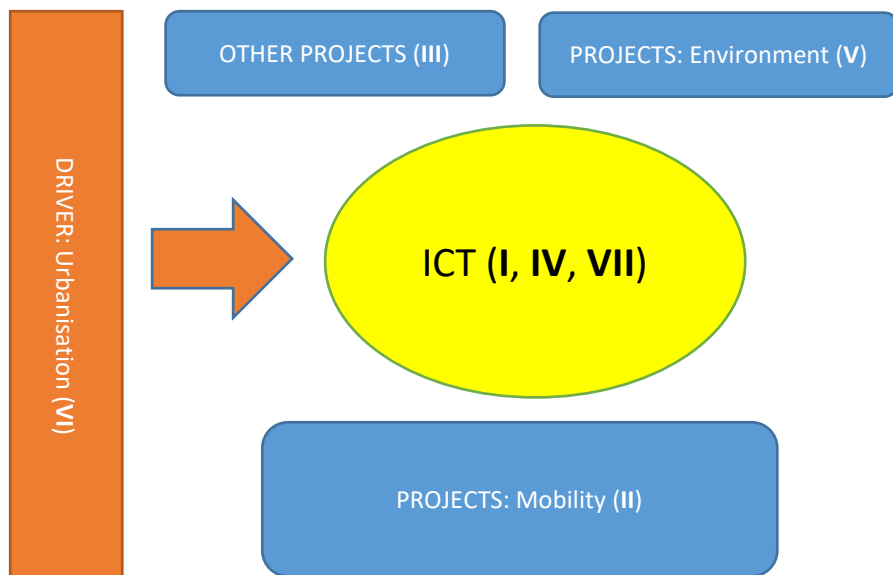 OTHER PROJECTS (III)
PROJECTS: Environment (V)
DRIVER: Urbanisation (VI)
ICT (I, IV, VII)
PROJECTS: Mobility (II)